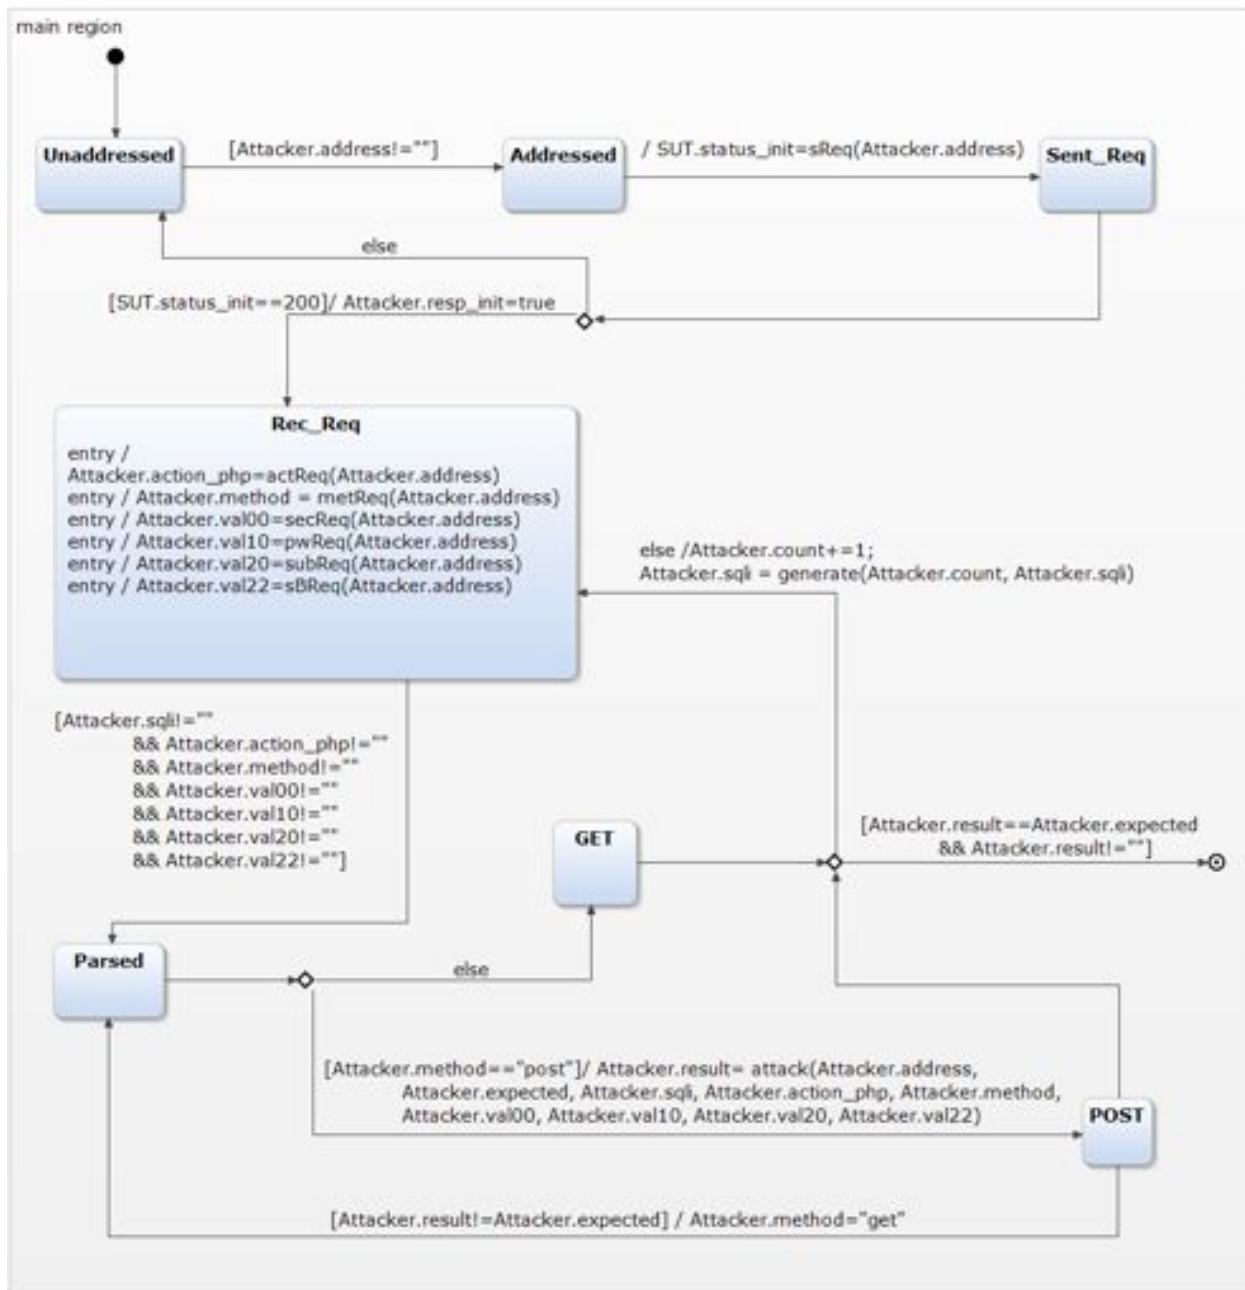 main region
Unaddressed
[Attacker.address!=""]
Addressed
/ SUT.status_init=sReq(Attacker.address)
Sent_Req
else
[SUT.status_init==200]/ Attacker.resp_init=true
Rec_Req
entry /
Attacker.action_php=actReq(Attacker.address)
entry / Attacker.method = metReq(Attacker.address)
entry / Attacker.val00=secReq(Attacker.address)
entry / Attacker.val10=pwReq(Attacker.address)
entry / Attacker.val20=subReq(Attacker.address)
entry / Attacker.val22=sBReq(Attacker.address)
else /Attacker.count+=1;
Attacker.sqli = generate(Attacker.count, Attacker.sqli)
[Attacker.sqli!=""
&& Attacker.action_php!=""
&& Attacker.method!=""
&& Attacker.val00!=""
&& Attacker.val10!=""
&& Attacker.val20!=""
&& Attacker.val22!=""]
GET
[Attacker.result==Attacker.expected
&& Attacker.result!=""]
Parsed
else
[Attacker.method=="post"]/ Attacker.result= attack(Attacker.address,
Attacker.expected, Attacker.sqli, Attacker.action_php, Attacker.method,
Attacker.val00, Attacker.val10, Attacker.val20, Attacker.val22)
POST
[Attacker.result!=Attacker.expected] / Attacker.method="get"